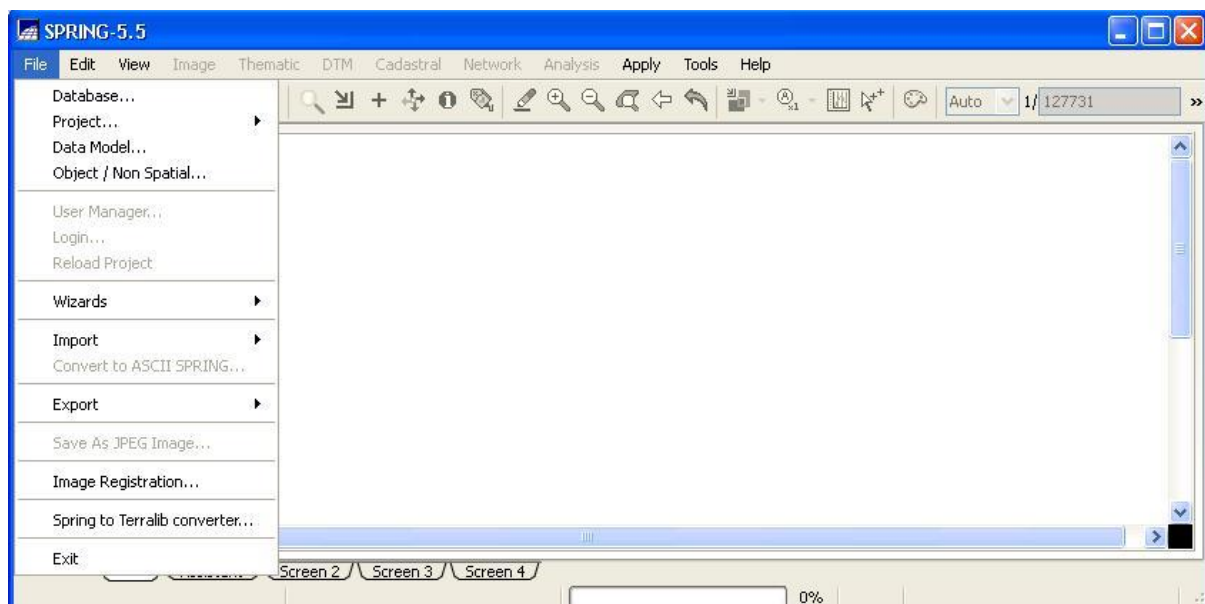 SPRING-5.5
File Edit View Image Thematic DTM Cadastral Network Analysis Apply Tools Help
Auto 1/ 127731 »
Database...
Project...
Data Model...
Object / Non Spatial...
User Manager...
Login...
Reload Project
Wizards
Import
Convert to ASCII SPRING...
Export
Save As JPEG Image...
Image Registration...
Spring to Terralib converter...
Exit
Screen 2 Screen 3 Screen 4
0%